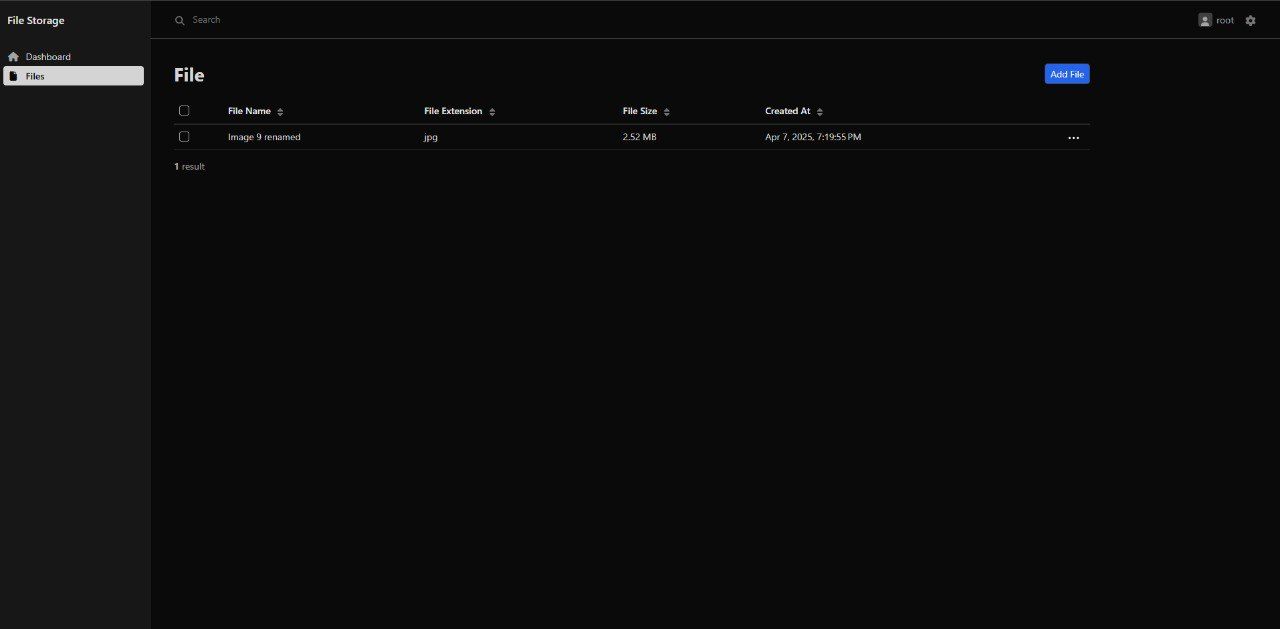 File Storage
Search
root
Dashboard
Files
File
Add File
File Name File Extension File Size Created At
Image 9 renamed jpg 2.52 MB Apr 7, 2025, 7:19:55 PM ...
1 result